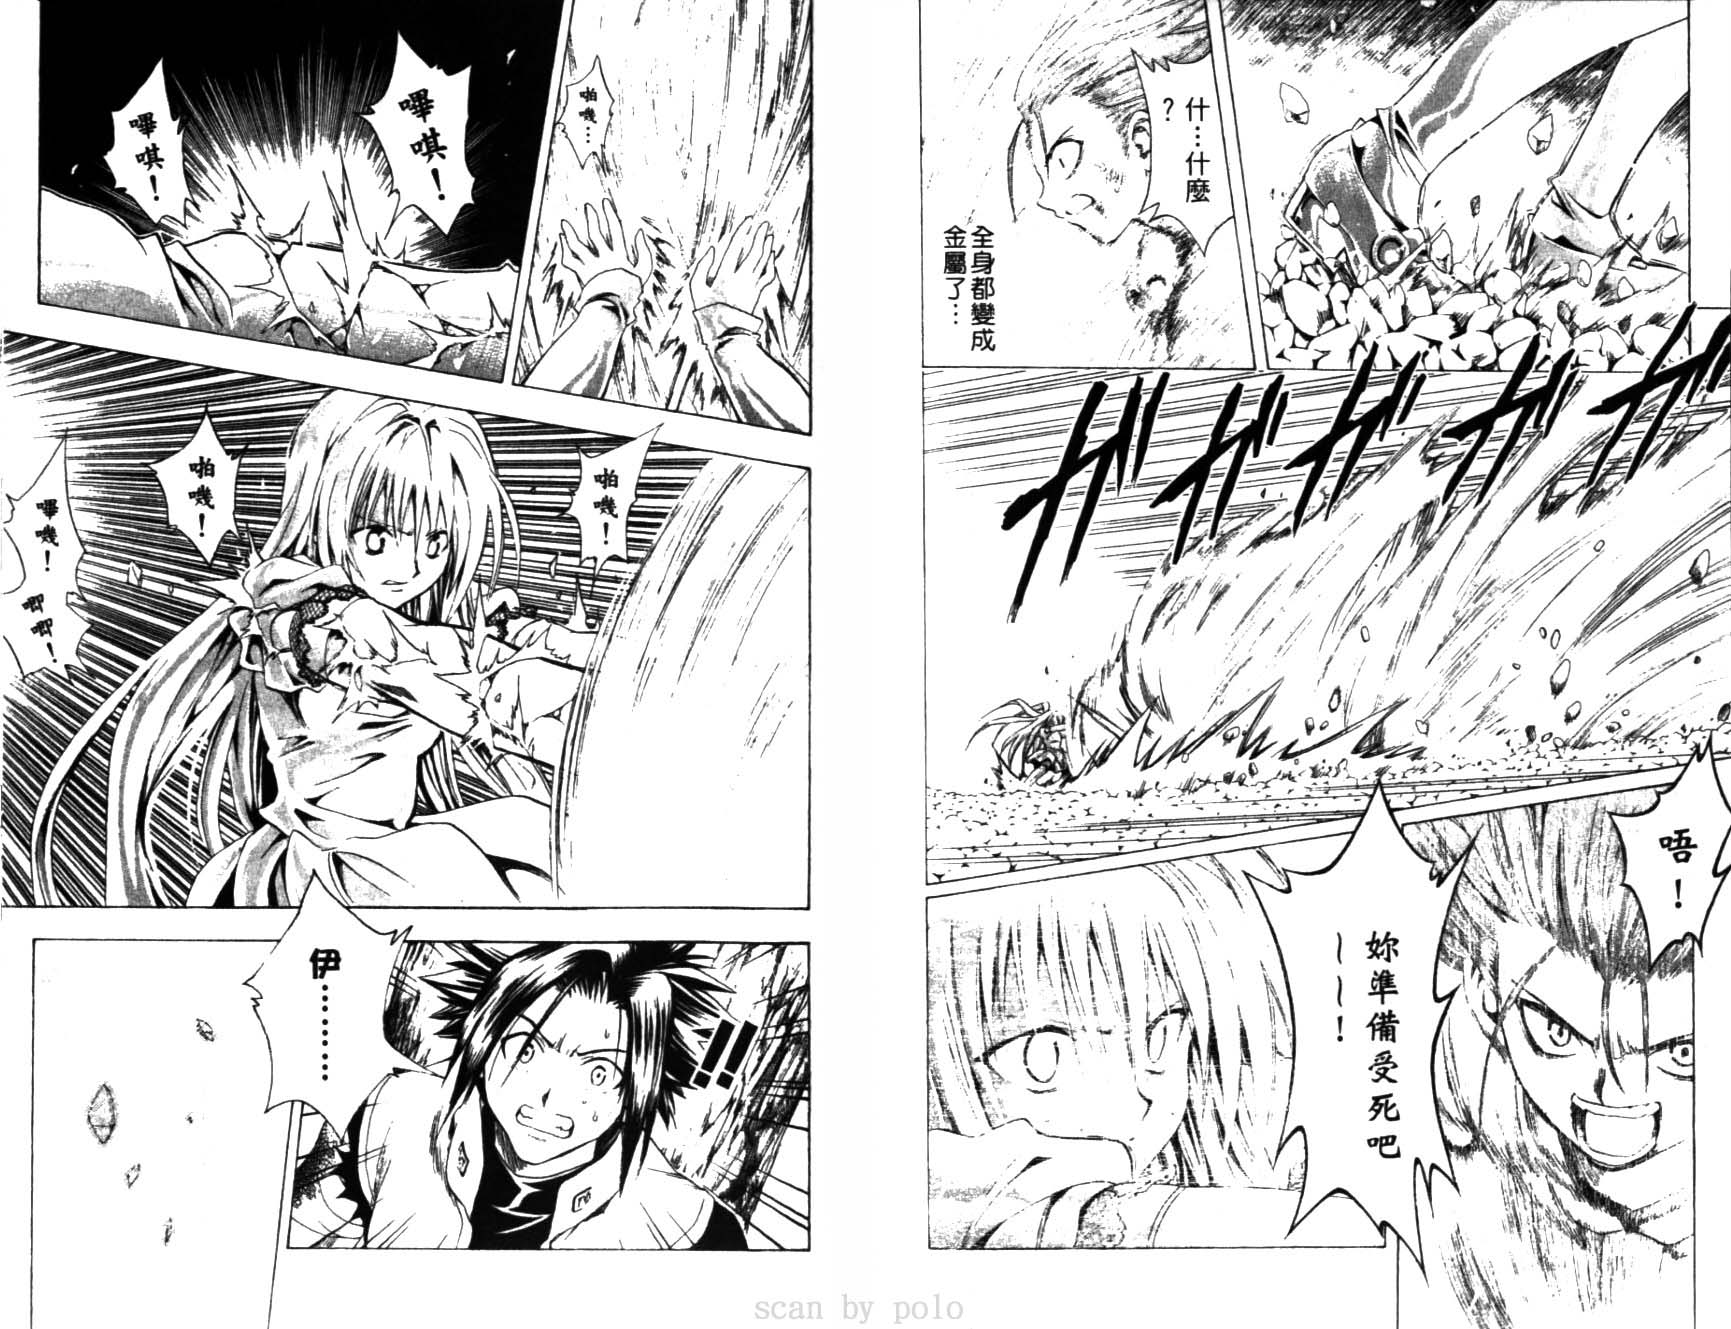 什…什麼
？
全身都變成
金屬了…
ガガガガガ
唔！
妳準備受死吧
——！
啪嘰…
嗶唭！
嗶唭！
啪嘰！
啪嘰！
嗶嘰！
唧唧！
!!
伊………
scan by polo